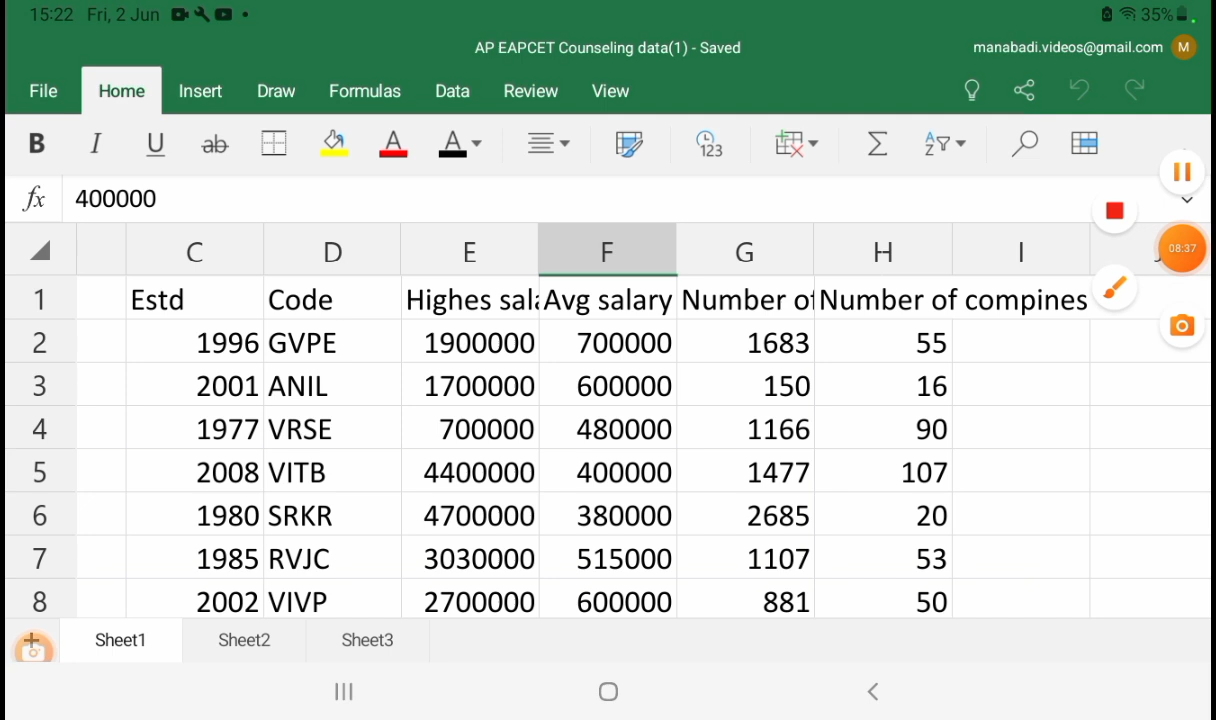 15:22 Fri, 2 Jun 35%
AP EAPCET Counseling data(1) - Saved manabadi.videos@gmail.com M
File Home Insert Draw Formulas Data Review View
B I U ab A A 123 Σ A Z
fx 400000
08:37
C D E F G H I
1 Estd Code Highes sal Avg salary Number of Number of compines
2 1996 GVPE 1900000 700000 1683 55
3 2001 ANIL 1700000 600000 150 16
4 1977 VRSE 700000 480000 1166 90
5 2008 VITB 4400000 400000 1477 107
6 1980 SRKR 4700000 380000 2685 20
7 1985 RVJC 3030000 515000 1107 53
8 2002 VIVP 2700000 600000 881 50
Sheet1 Sheet2 Sheet3